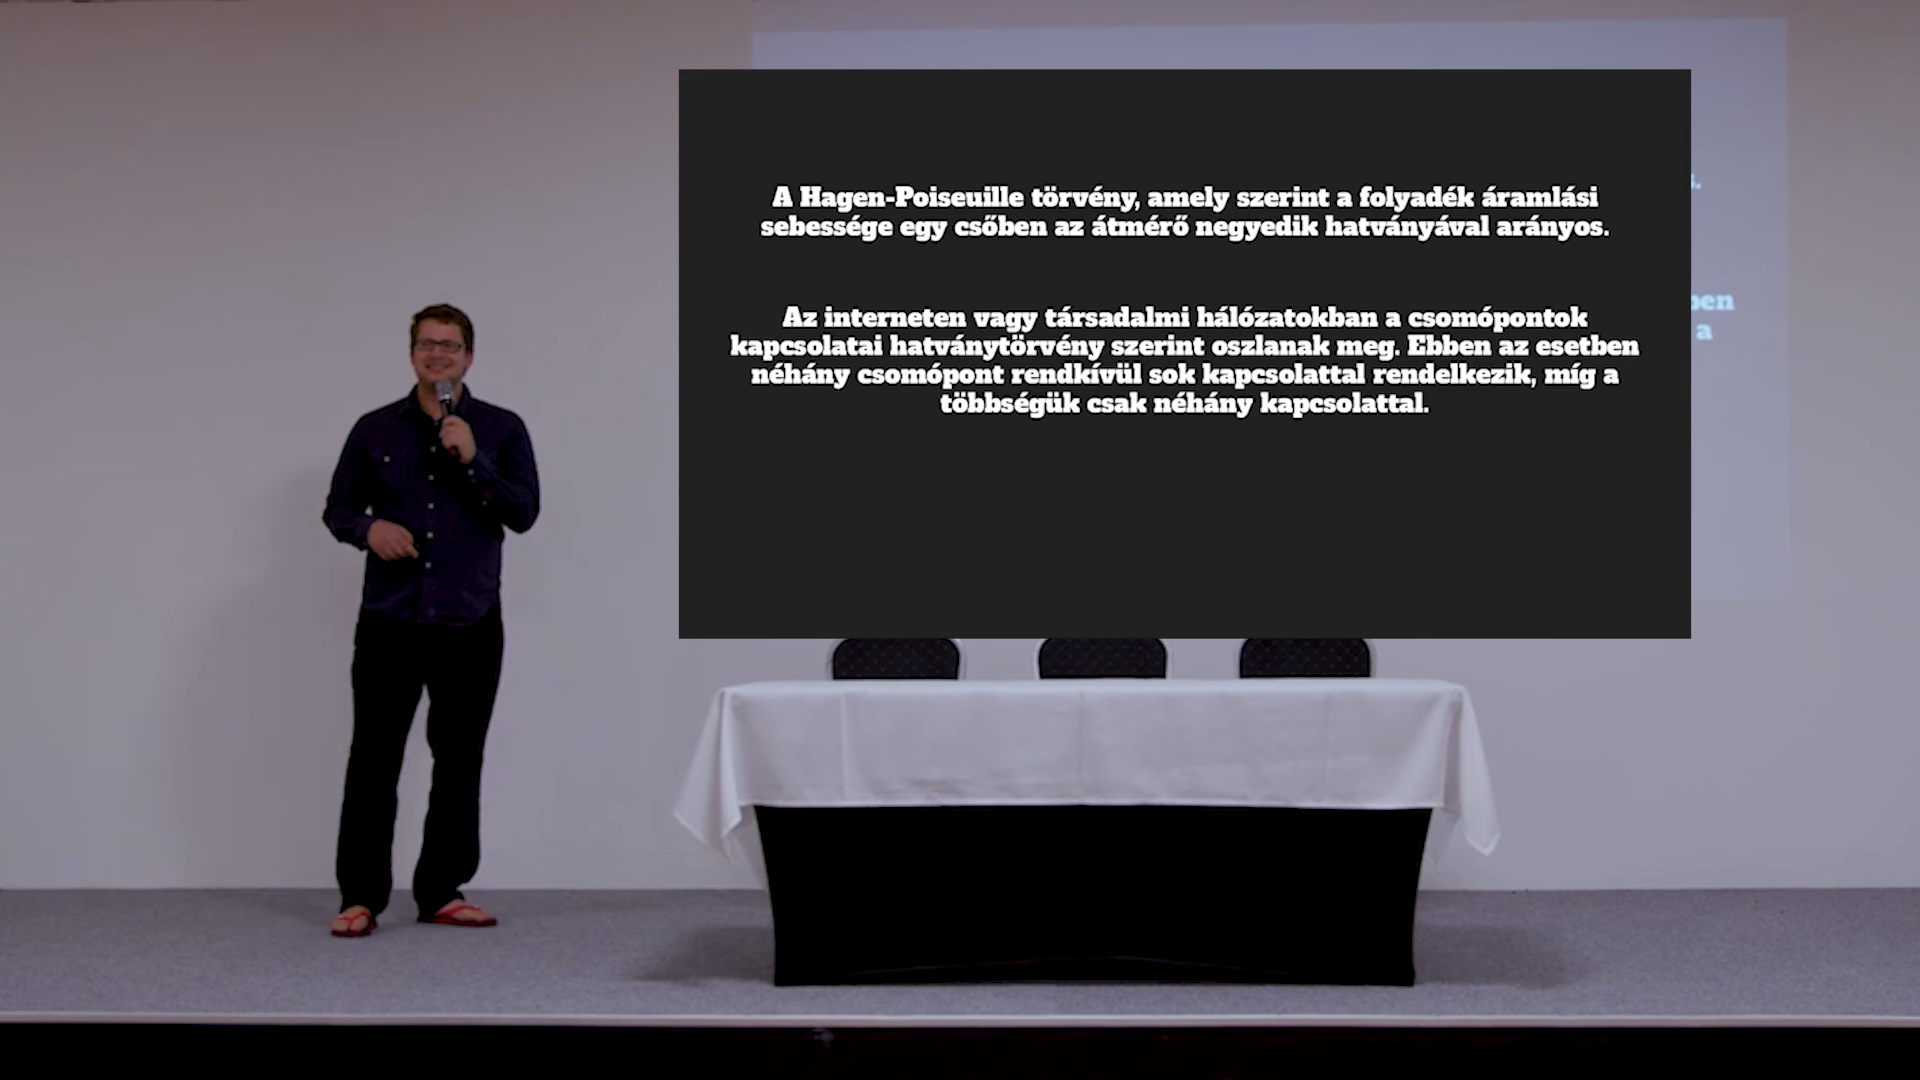 A Hagen-Poiseuille törvény, amely szerint a folyadék áramlási
sebessége egy csőben az átmérő negyedik hatványával arányos.
Az interneten vagy társadalmi hálózatokban a csomópontok
kapcsolatai hatványtörvény szerint oszlanak meg. Ebben az esetben
néhány csomópont rendkívül sok kapcsolattal rendelkezik, míg a
többségük csak néhány kapcsolattal.